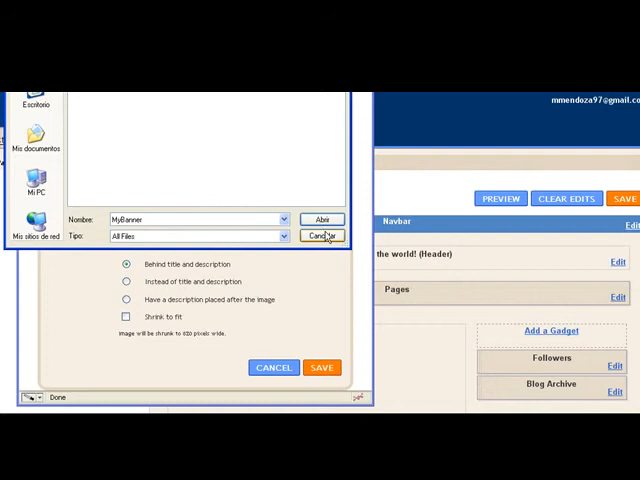 mmendoza97@gmail.co
Escritorio
Mis documentos
Mi PC
Mis sitios de red
Nombre: MyBanner Abrir
Tipo: All Files
PREVIEW CLEAR EDITS SAVE
Navbar
Edit
the world! (Header)
Edit
Pages
Edit
Add a Gadget
Followers
Edit
Blog Archive
Edit
Behind title and description
Instead of title and description
Have a description placed after the image
Shrink to fit
Image will be shrunk to 820 pixels wide.
CANCEL SAVE
Done